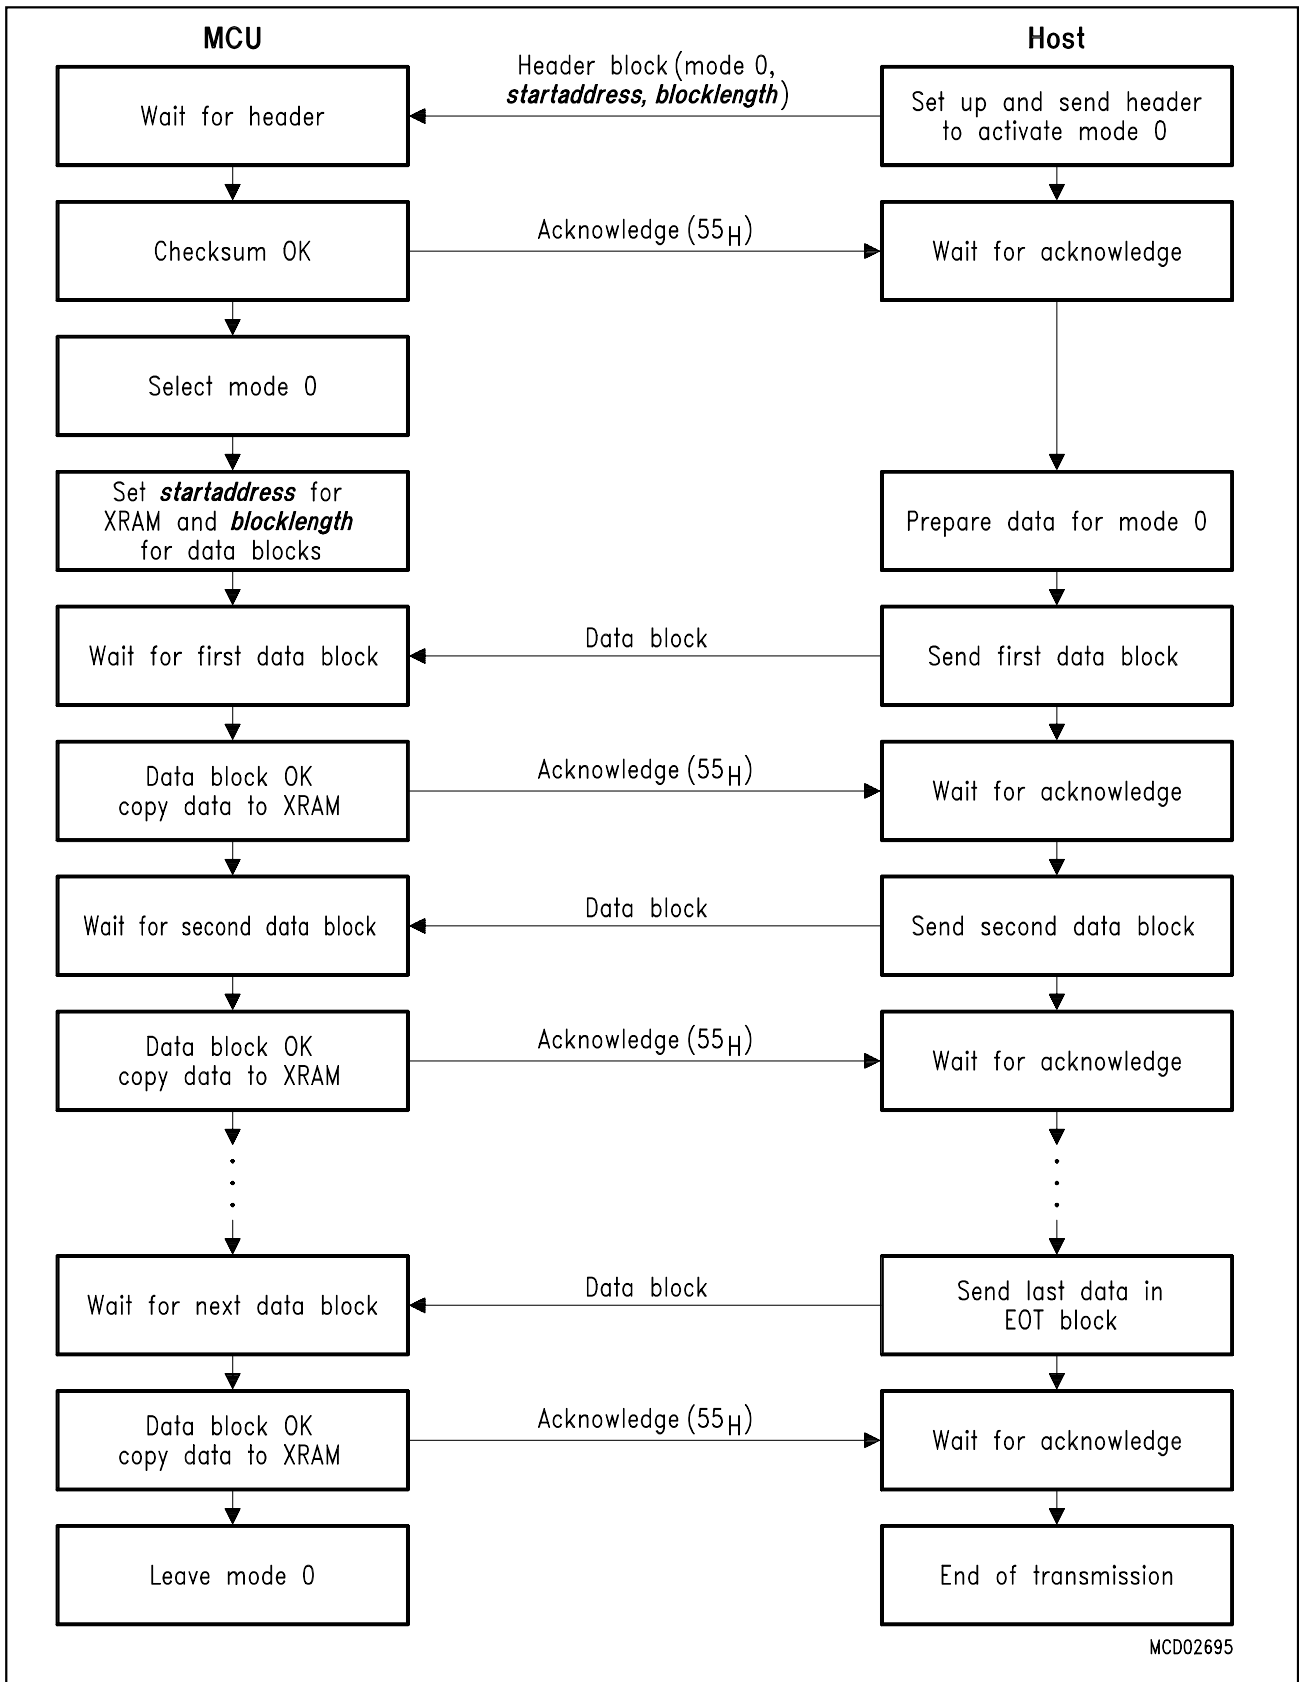 MCU
Host
Header block (mode 0,
startaddress, blocklength)
Wait for header
Set up and send header
to activate mode 0
Checksum OK
Acknowledge (55H)
Wait for acknowledge
Select mode 0
Set startaddress for
XRAM and blocklength
for data blocks
Prepare data for mode 0
Wait for first data block
Data block
Send first data block
Data block OK
copy data to XRAM
Acknowledge (55H)
Wait for acknowledge
Wait for second data block
Data block
Send second data block
Data block OK
copy data to XRAM
Acknowledge (55H)
Wait for acknowledge
Wait for next data block
Data block
Send last data in
EOT block
Data block OK
copy data to XRAM
Acknowledge (55H)
Wait for acknowledge
Leave mode 0
End of transmission
MCD02695